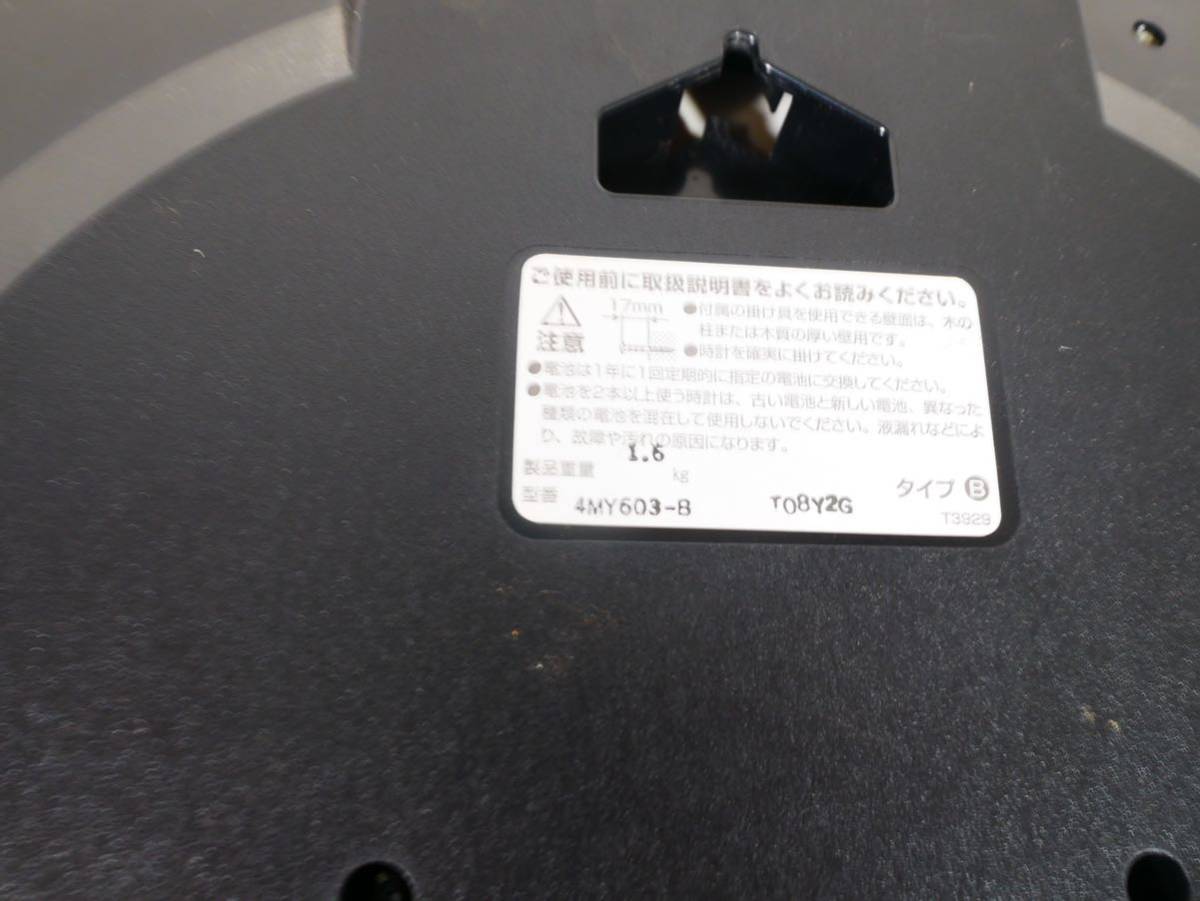 ご使用前に取扱説明書をよくお読みください。
注意
17mm
●付属の掛け具を使用できる壁面は、木の
柱または木質の厚い壁用です。
●時計を確実に掛けてください。
●電池は1年に1回定期的に指定の電池に交換してください。
●電池を2本以上使う時計は、古い電池と新しい電池、異なった
種類の電池を混在して使用しないでください。液漏れなどによ
り、故障や汚れの原因になります。
製品重量 1.6 kg
型番 4MY603-B T08Y2G タイプ B
T3929